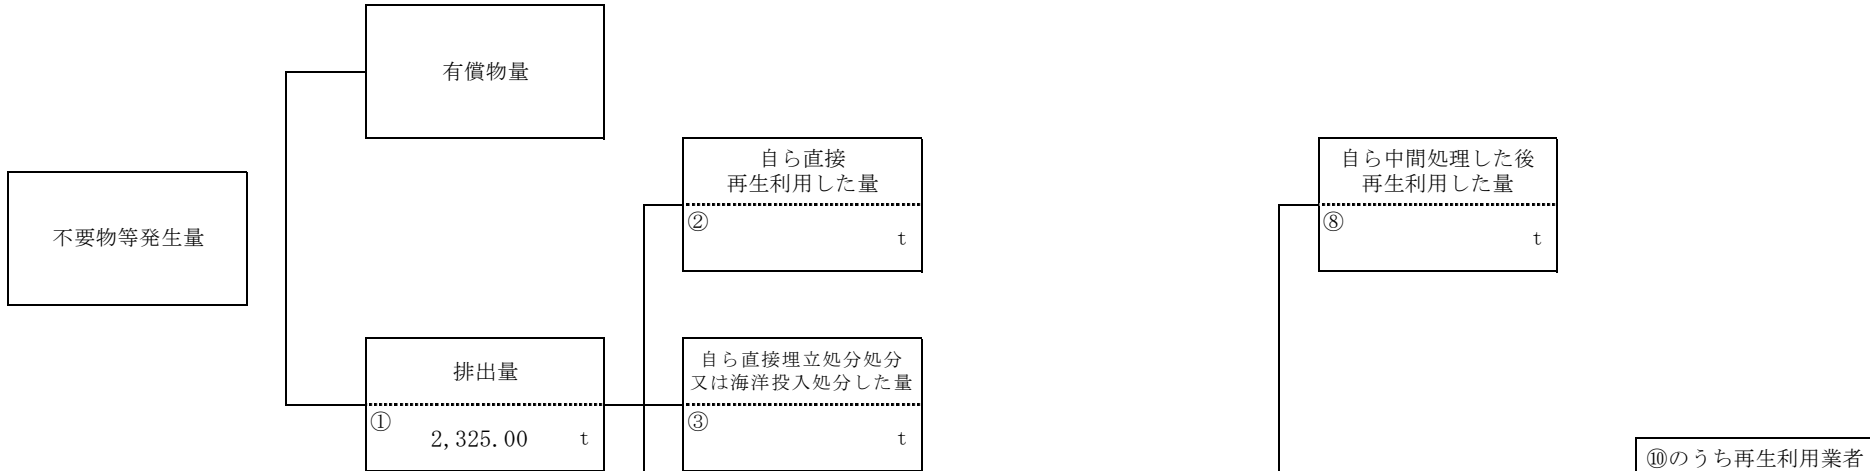 有償物量
自ら直接
再生利用した量
②
t
自ら中間処理した後
再生利用した量
⑧
t
不要物等発生量
排出量
①
2,325.00 t
自ら直接埋立処分処分
又は海洋投入処分した量
③
t
⑩のうち再生利用業者